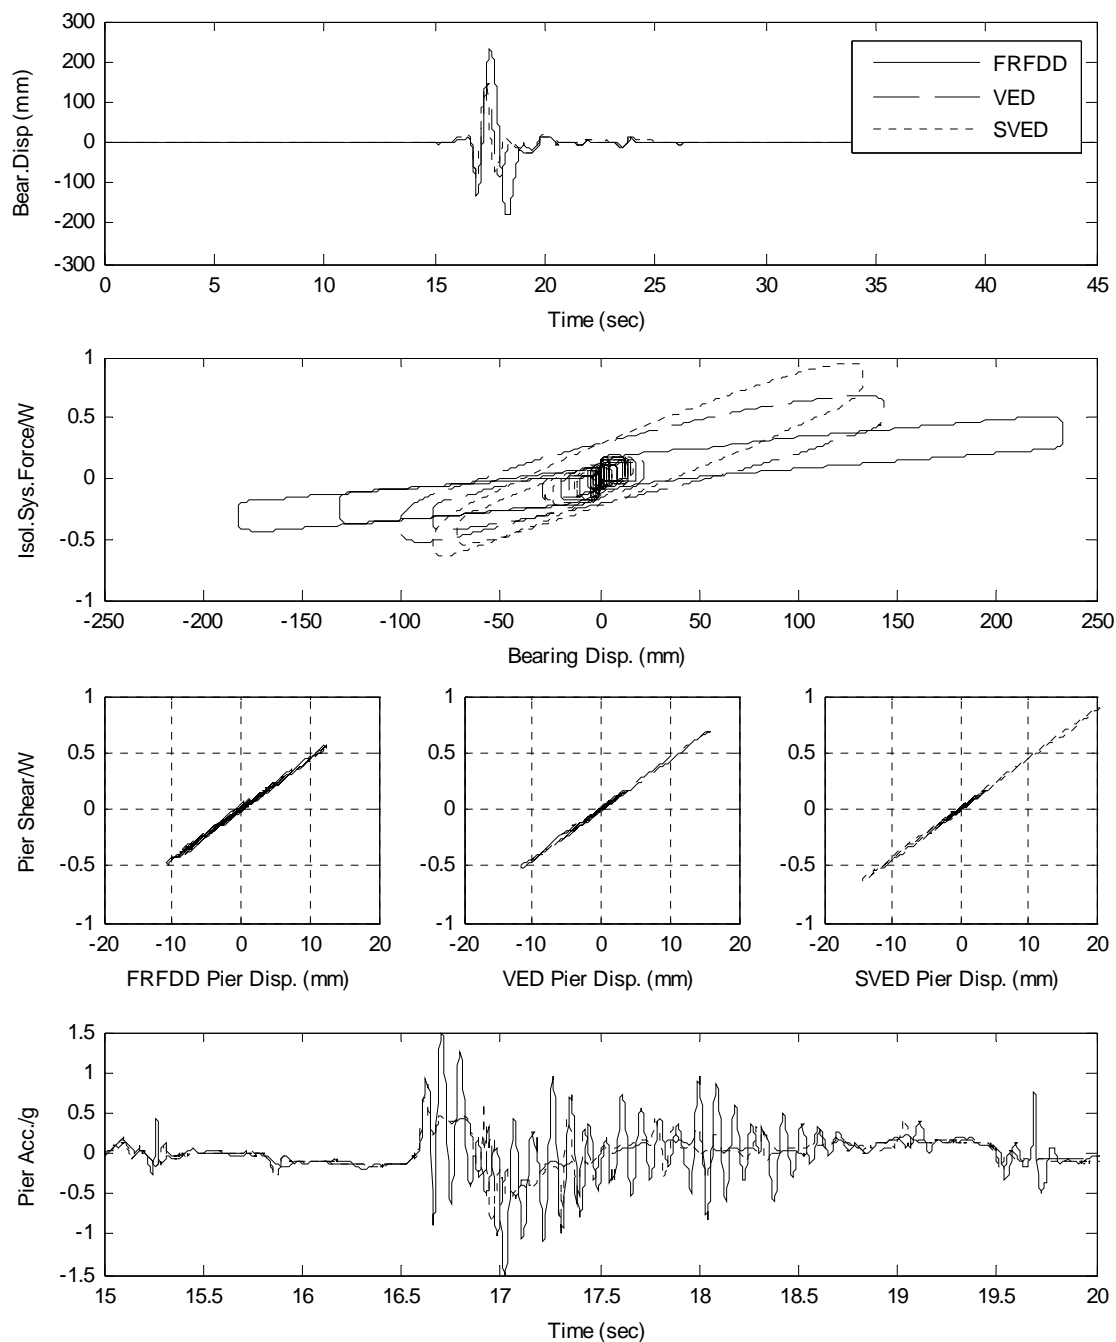 300
200
100
0
-100
-200
-300
Bear.Disp (mm)
FRFDD
VED
SVED
0 5 10 15 20 25 30 35 40 45
Time (sec)
1
0.5
0
-0.5
-1
Isol.Sys.Force/W
-250 -200 -150 -100 -50 0 50 100 150 200 250
Bearing Disp. (mm)
1
0.5
0
-0.5
-1
Pier Shear/W
-20 -10 0 10 20
FRFDD Pier Disp. (mm)
1
0.5
0
-0.5
-1
-20 -10 0 10 20
VED Pier Disp. (mm)
1
0.5
0
-0.5
-1
-20 -10 0 10 20
SVED Pier Disp. (mm)
1.5
1
0.5
0
-0.5
-1
-1.5
Pier Acc./g
15 15.5 16 16.5 17 17.5 18 18.5 19 19.5 20
Time (sec)